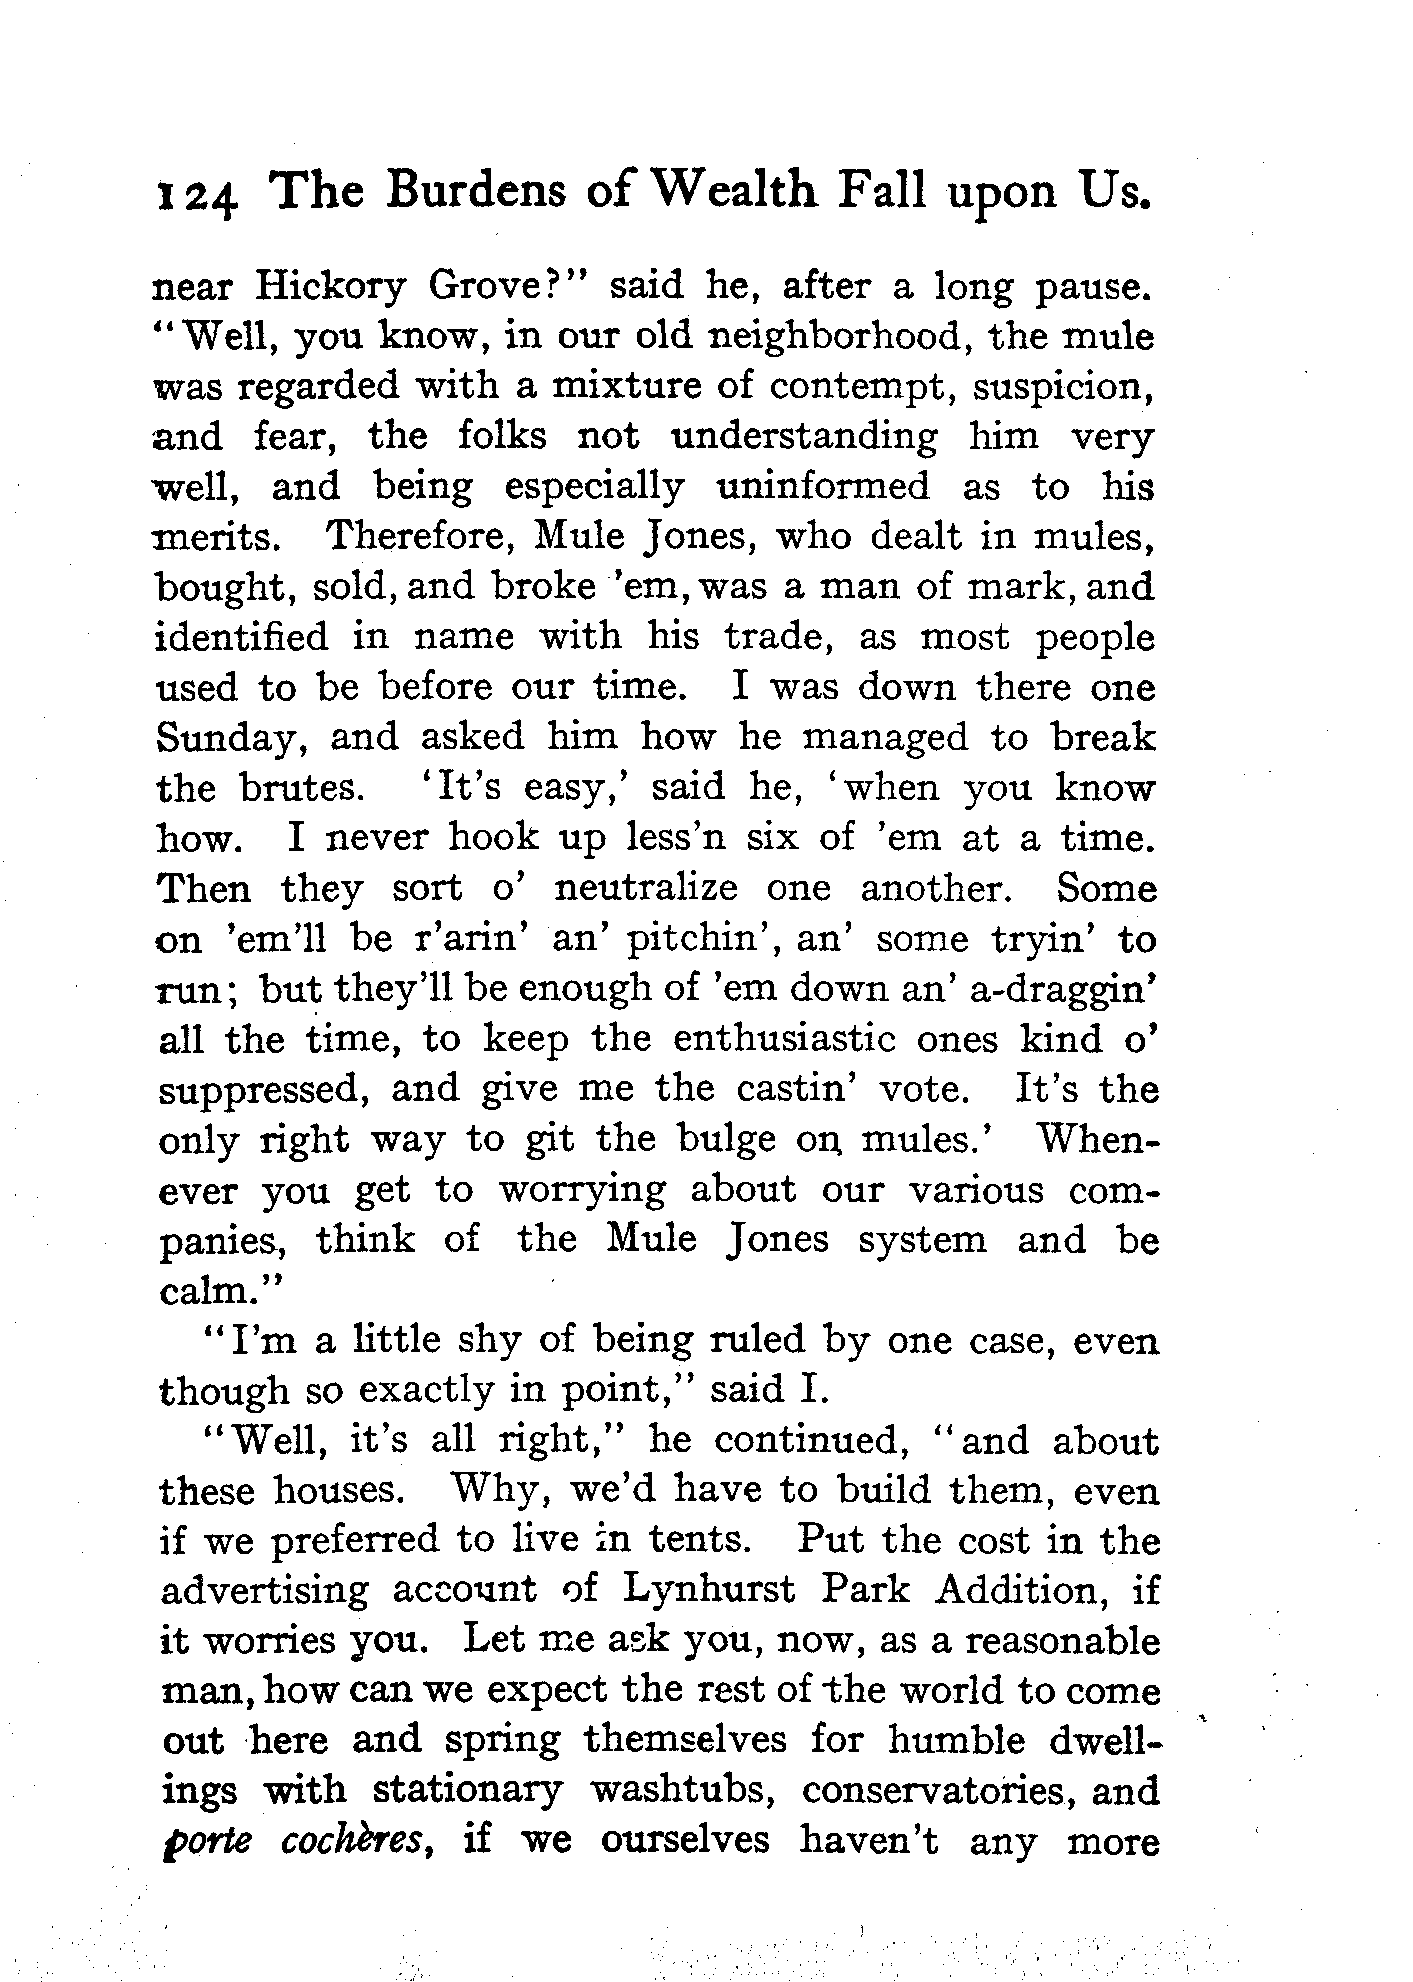 124 The Burdens of Wealth Fall upon Us.
near Hickory Grove?" said he, after a long pause.
"Well, you know, in our old neighborhood, the mule
was regarded with a mixture of contempt, suspicion,
and fear, the folks not understanding him very
well, and being especially uninformed as to his
merits. Therefore, Mule Jones, who dealt in mules,
bought, sold, and broke 'em, was a man of mark, and
identified in name with his trade, as most people
used to be before our time. I was down there one
Sunday, and asked him how he managed to break
the brutes. 'It's easy,' said he, 'when you know
how. I never hook up less'n six of 'em at a time.
Then they sort o' neutralize one another. Some
on 'em'll be r'arin' an' pitchin', an' some tryin' to
run; but they'll be enough of 'em down an' a-draggin'
all the time, to keep the enthusiastic ones kind o'
suppressed, and give me the castin' vote. It's the
only right way to git the bulge on mules.' When-
ever you get to worrying about our various com-
panies, think of the Mule Jones system and be
calm."
"I'm a little shy of being ruled by one case, even
though so exactly in point," said I.
"Well, it's all right," he continued, "and about
these houses. Why, we'd have to build them, even
if we preferred to live in tents. Put the cost in the
advertising account of Lynhurst Park Addition, if
it worries you. Let me ask you, now, as a reasonable
man, how can we expect the rest of the world to come
out here and spring themselves for humble dwell-
ings with stationary washtubs, conservatories, and
porte cochères, if we ourselves haven't any more